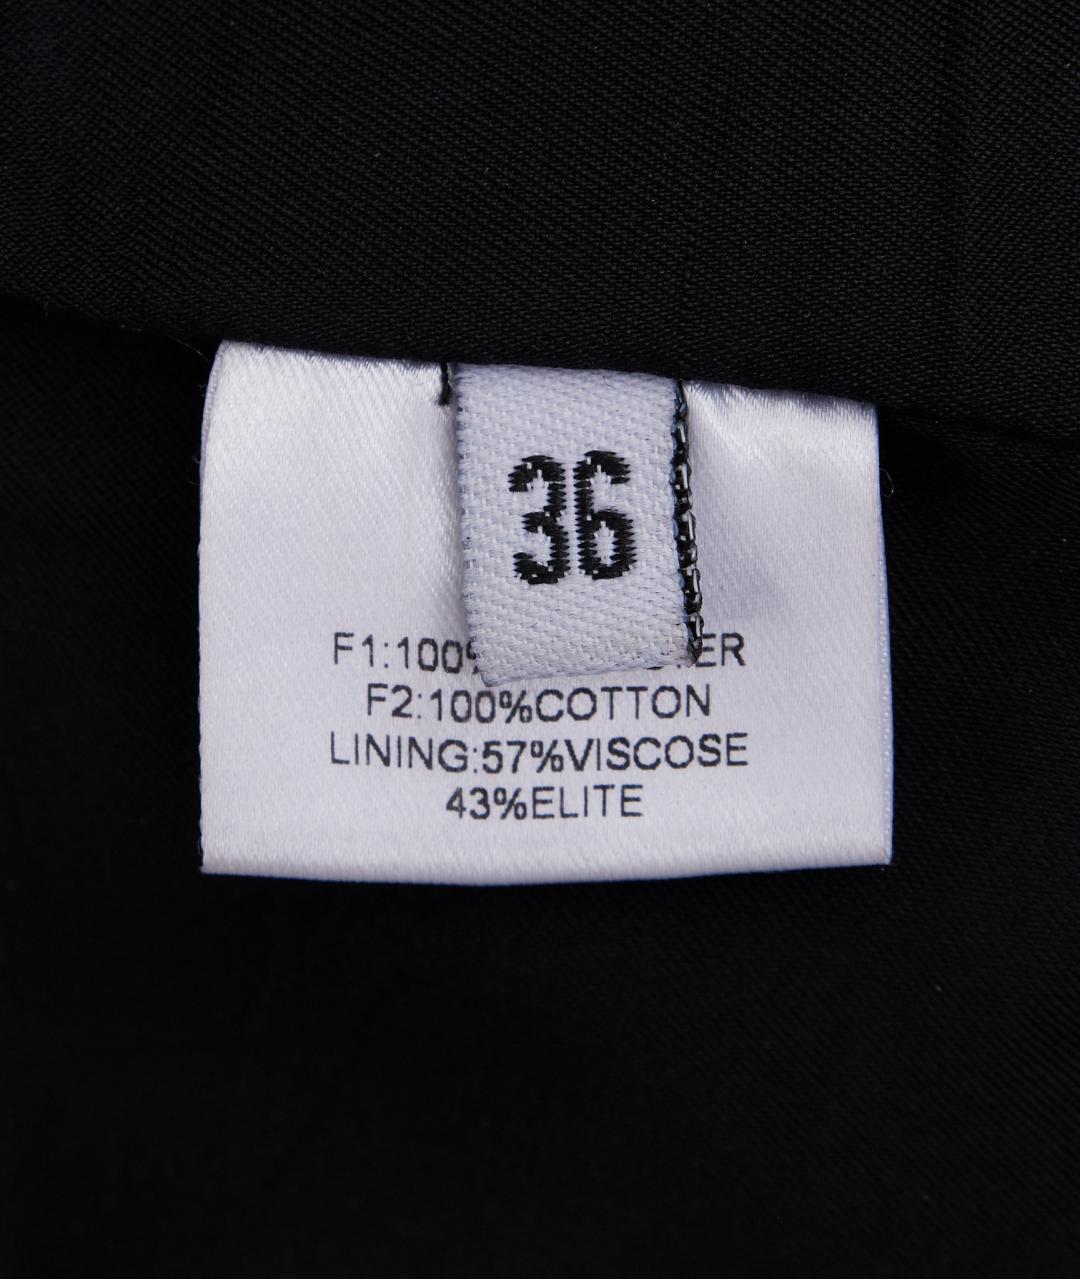 36
F1:100%
F2:100%COTTON
LINING:57%VISCOSE
43%ELITE